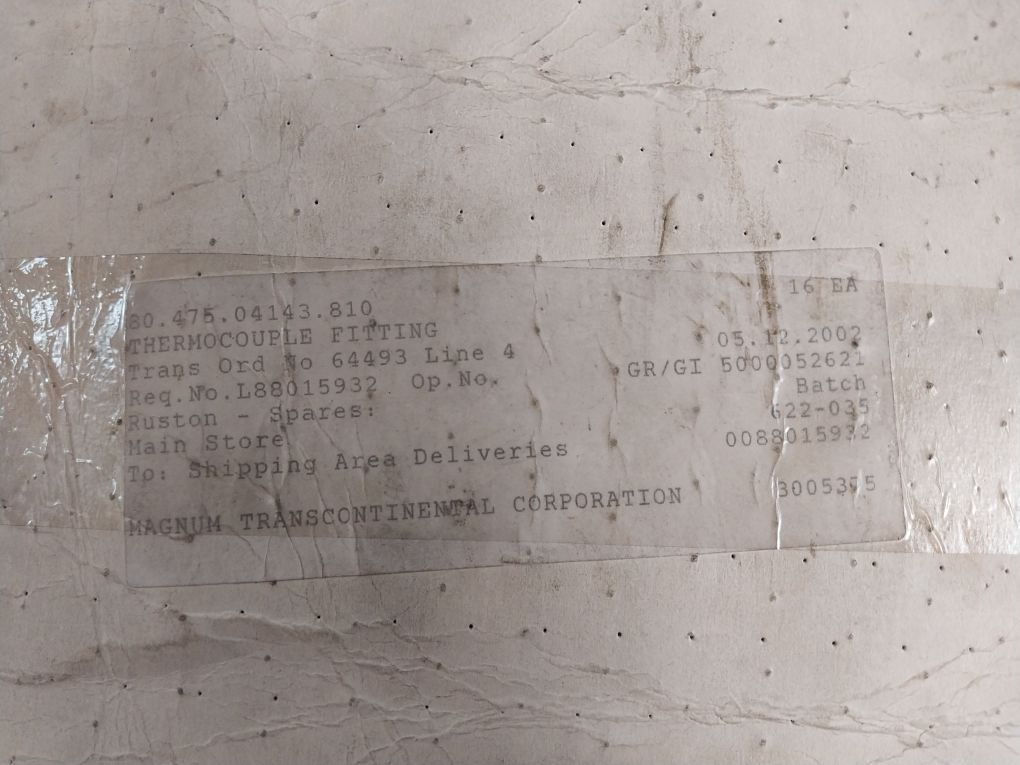 80.475.04143.810 16 EA
THERMOCOUPLE FITTING
Trans Ord No 64493 Line 4 05.12.2002
Req.No.L88015932 Op.No. GR/GI 5000052621
Ruston - Spares: Batch
Main Store 622-035
To: Shipping Area Deliveries 0088015932
MAGNUM TRANSCONTINENTAL CORPORATION